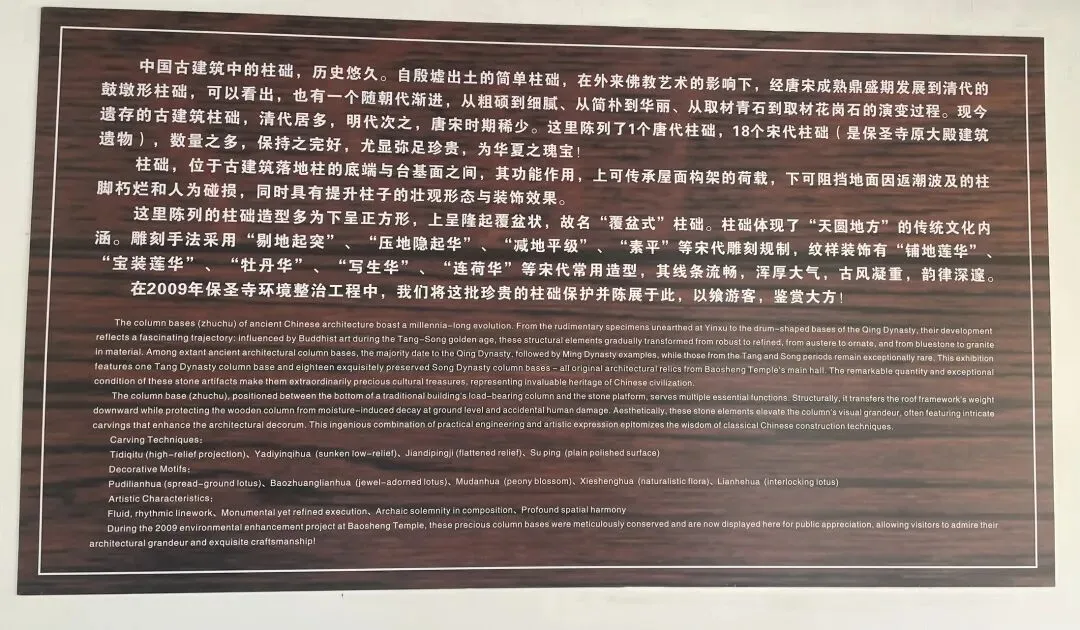 中国古建筑中的柱础，历史悠久。自殷墟出土的简单柱础，在外来佛教艺术的影响下，经唐宋成熟鼎盛期发展到清代的
鼓墩形柱础，可以看出，也有一个随朝代渐进，从粗硕到细腻、从简朴到华丽、从取材青石到取材花岗石的演变过程。现今
遗存的古建筑柱础，清代居多，明代次之，唐宋时期稀少。这里陈列了1个唐代柱础，18个宋代柱础（是保圣寺原大殿建筑
遗物），数量之多，保持之完好，尤显弥足珍贵，为华夏之瑰宝！
柱础，位于古建筑落地柱的底端与台基面之间，其功能作用，上可传承屋面构架的荷载，下可阻挡地面因返潮波及的柱
脚朽烂和人为碰损，同时具有提升柱子的壮观形态与装饰效果。
这里陈列的柱础造型多为下呈正方形，上呈隆起覆盆状，故名“覆盆式”柱础。柱础体现了“天圆地方”的传统文化内
涵。雕刻手法采用“剔地起突”、“压地隐起华”、“减地平级”、“素平”等宋代雕刻规制，纹样装饰有“铺地莲华”、
“宝装莲华”、“牡丹华”、“写生华”、“连荷华”等宋代常用造型，其线条流畅，浑厚大气，古风凝重，韵律深邃。
在2009年保圣寺环境整治工程中，我们将这批珍贵的柱础保护并陈展于此，以飨游客，鉴赏大方！
The column bases (zhuchu) of ancient Chinese architecture boast a millennia-long evolution. From the rudimentary specimens unearthed at Yinxu to the drum-shaped bases of the Qing Dynasty, their development
reflects a fascinating trajectory: influenced by Buddhist art during the Tang-Song golden age, these structural elements gradually transformed from robust to refined, from austere to ornate, and from bluestone to granite
in material. Among extant ancient architectural column bases, the majority date to the Qing Dynasty, followed by Ming Dynasty examples, while those from the Tang and Song periods remain exceptionally rare. This exhibition
features one Tang Dynasty column base and eighteen exquisitely preserved Song Dynasty column bases – all original architectural relics from Baosheng Temple's main hall. The remarkable quantity and exceptional
condition of these stone artifacts make them extraordinarily precious cultural treasures, representing invaluable heritage of Chinese civilization.
The column base (zhuchu), positioned between the bottom of a traditional building's load-bearing column and the stone platform, serves multiple essential functions. Structurally, it transfers the roof framework's weight
downward while protecting the wooden column from moisture-induced decay at ground level and accidental human damage. Aesthetically, these stone elements elevate the column's visual grandeur, often featuring intricate
carvings that enhance the architectural decorum. This ingenious combination of practical engineering and artistic expression epitomizes the wisdom of classical Chinese construction techniques.
Carving Techniques:
Tidiqitu (high-relief projection)、Yadiyinqihua (sunken low-relief)、Jiandipingji (flattened relief)、Su ping (plain polished surface)
Decorative Motifs:
Pudilianhua (spread-ground lotus)、Baozhuanglianhua (jewel-adorned lotus)、Mudanhua (peony blossom)、Xieshenghua (naturalistic flora)、Lianhehua (interlocking lotus)
Artistic Characteristics:
Fluid, rhythmic linework、Monumental yet refined execution、Archaic solemnity in composition、Profound spatial harmony
During the 2009 environmental enhancement project at Baosheng Temple, these precious column bases were meticulously conserved and are now displayed here for public appreciation, allowing visitors to admire their
architectural grandeur and exquisite craftsmanship!